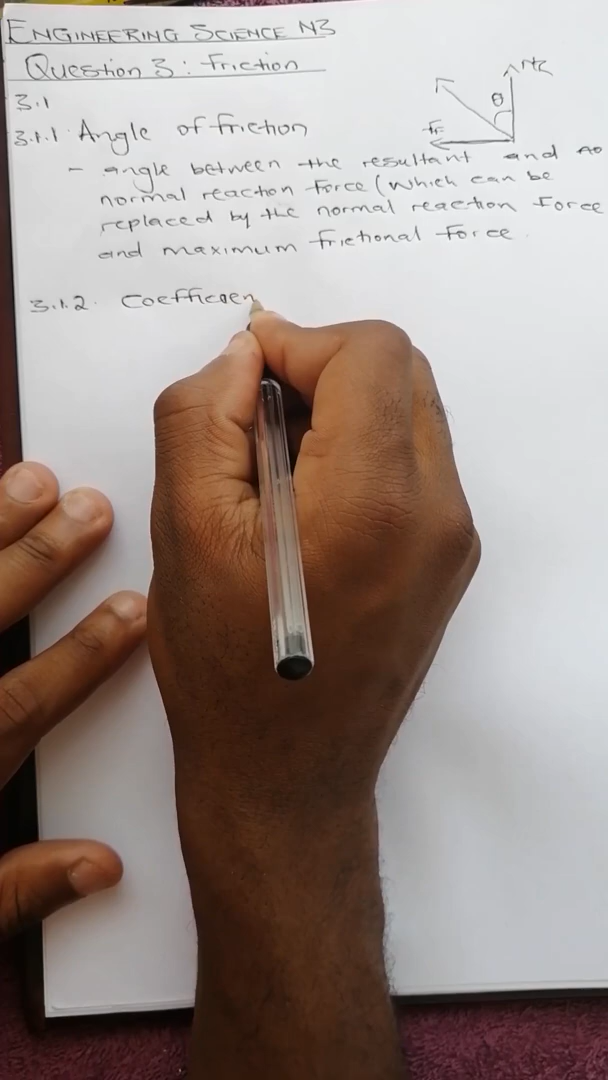 ENGINEERING SCIENCE N3
Question 3: Friction
3.1
3.1.1 Angle of friction
θ
Fr
- angle between the resultant and
normal reaction force (which can be
replaced by the normal reaction force
and maximum frictional force.
3.1.2. Coefficoen